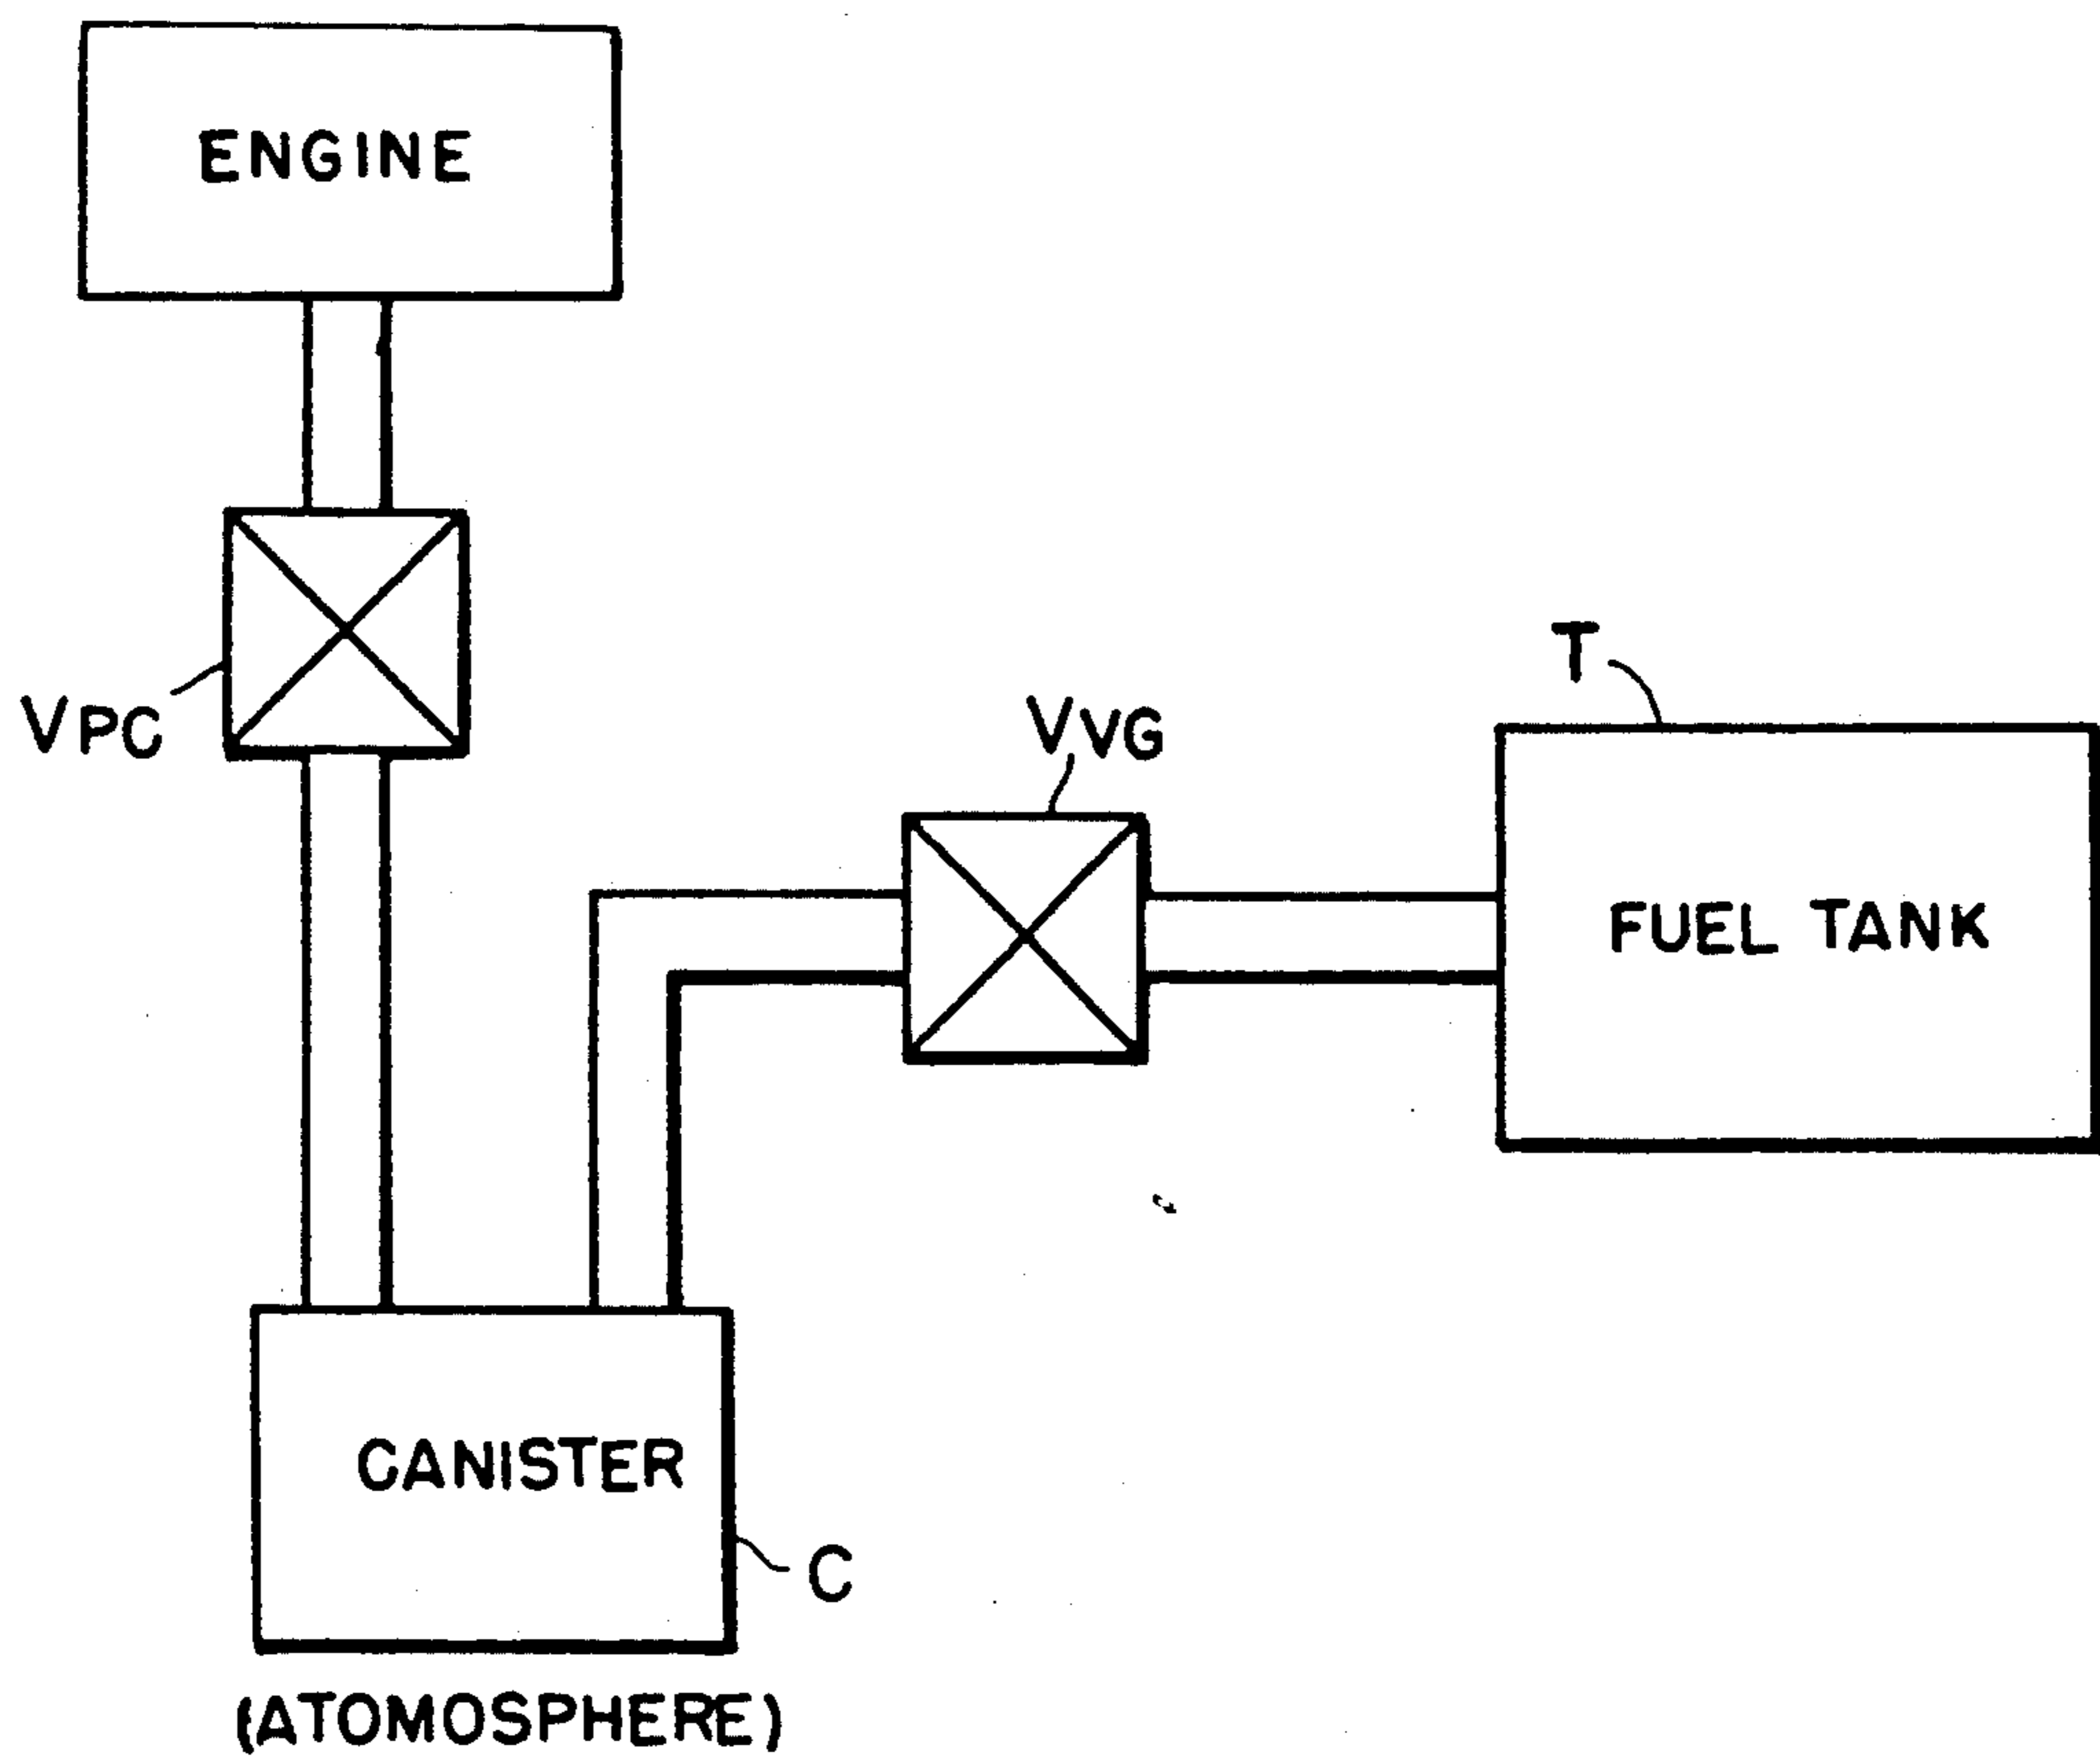 ENGINE
VPC
T
VVG
FUEL TANK
CANISTER
C
(ATOMOSPHERE)